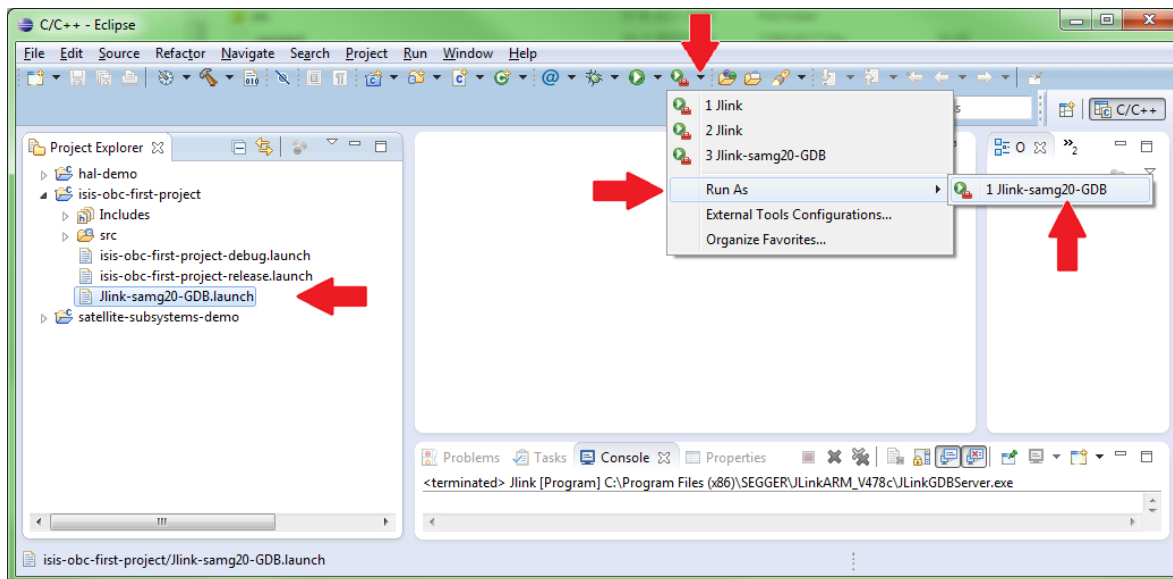 C/C++ - Eclipse
File Edit Source Refactor Navigate Search Project Run Window Help
1 Jlink
2 Jlink
3 Jlink-samg20-GDB
Run As
1 Jlink-samg20-GDB
External Tools Configurations...
Organize Favorites...
s
C/C++
Project Explorer
hal-demo
isis-obc-first-project
Includes
src
isis-obc-first-project-debug.launch
isis-obc-first-project-release.launch
Jlink-samg20-GDB.launch
satellite-subsystems-demo
O
»2
Problems Tasks Console Properties
<terminated> Jlink [Program] C:\Program Files (x86)\SEGGER\JLinkARM_V478c\JLinkGDBServer.exe
isis-obc-first-project/Jlink-samg20-GDB.launch